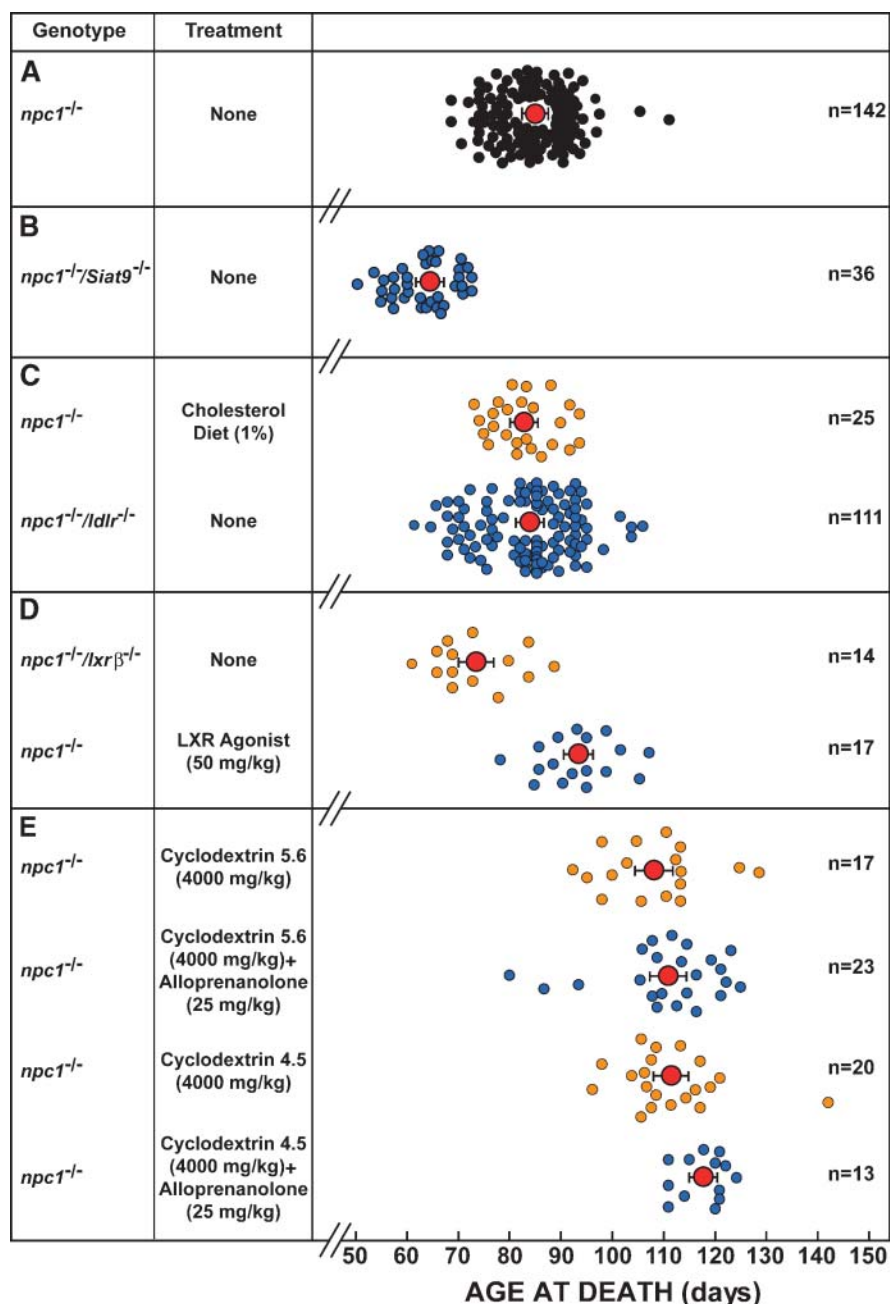 Genotype Treatment
A
npc1-/- None n=142
B
npc1-/-/Siat9-/- None n=36
C
npc1-/- Cholesterol
Diet (1%) n=25
npc1-/-/ldlr-/- None n=111
D
npc1-/-/lxrβ-/- None n=14
npc1-/- LXR Agonist
(50 mg/kg) n=17
E
npc1-/- Cyclodextrin 5.6
(4000 mg/kg) n=17
Cyclodextrin 5.6
npc1-/- (4000 mg/kg)+ n=23
Alloprenanolone
(25 mg/kg)
npc1-/- Cyclodextrin 4.5
(4000 mg/kg) n=20
Cyclodextrin 4.5
npc1-/- (4000 mg/kg)+ n=13
Alloprenanolone
(25 mg/kg)
50 60 70 80 90 100 110 120 130 140 150
AGE AT DEATH (days)